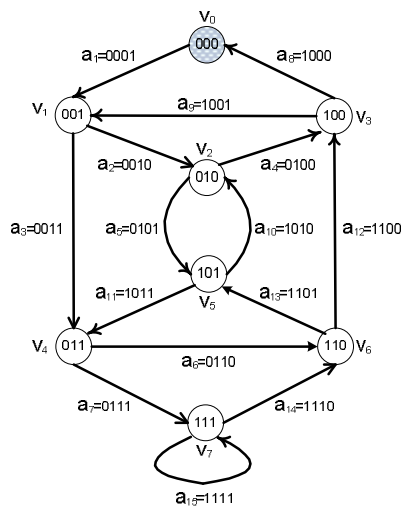 V0
000
a1=0001
a8=1000
V1
001
a9=1001
100
V3
a2=0010
V2
a4=0100
010
a3=0011
a5=0101
a10=1010
a12=1100
101
a11=1011
a13=1101
V5
V4
011
110
V6
a6=0110
a7=0111
a14=1110
111
V7
a15=1111